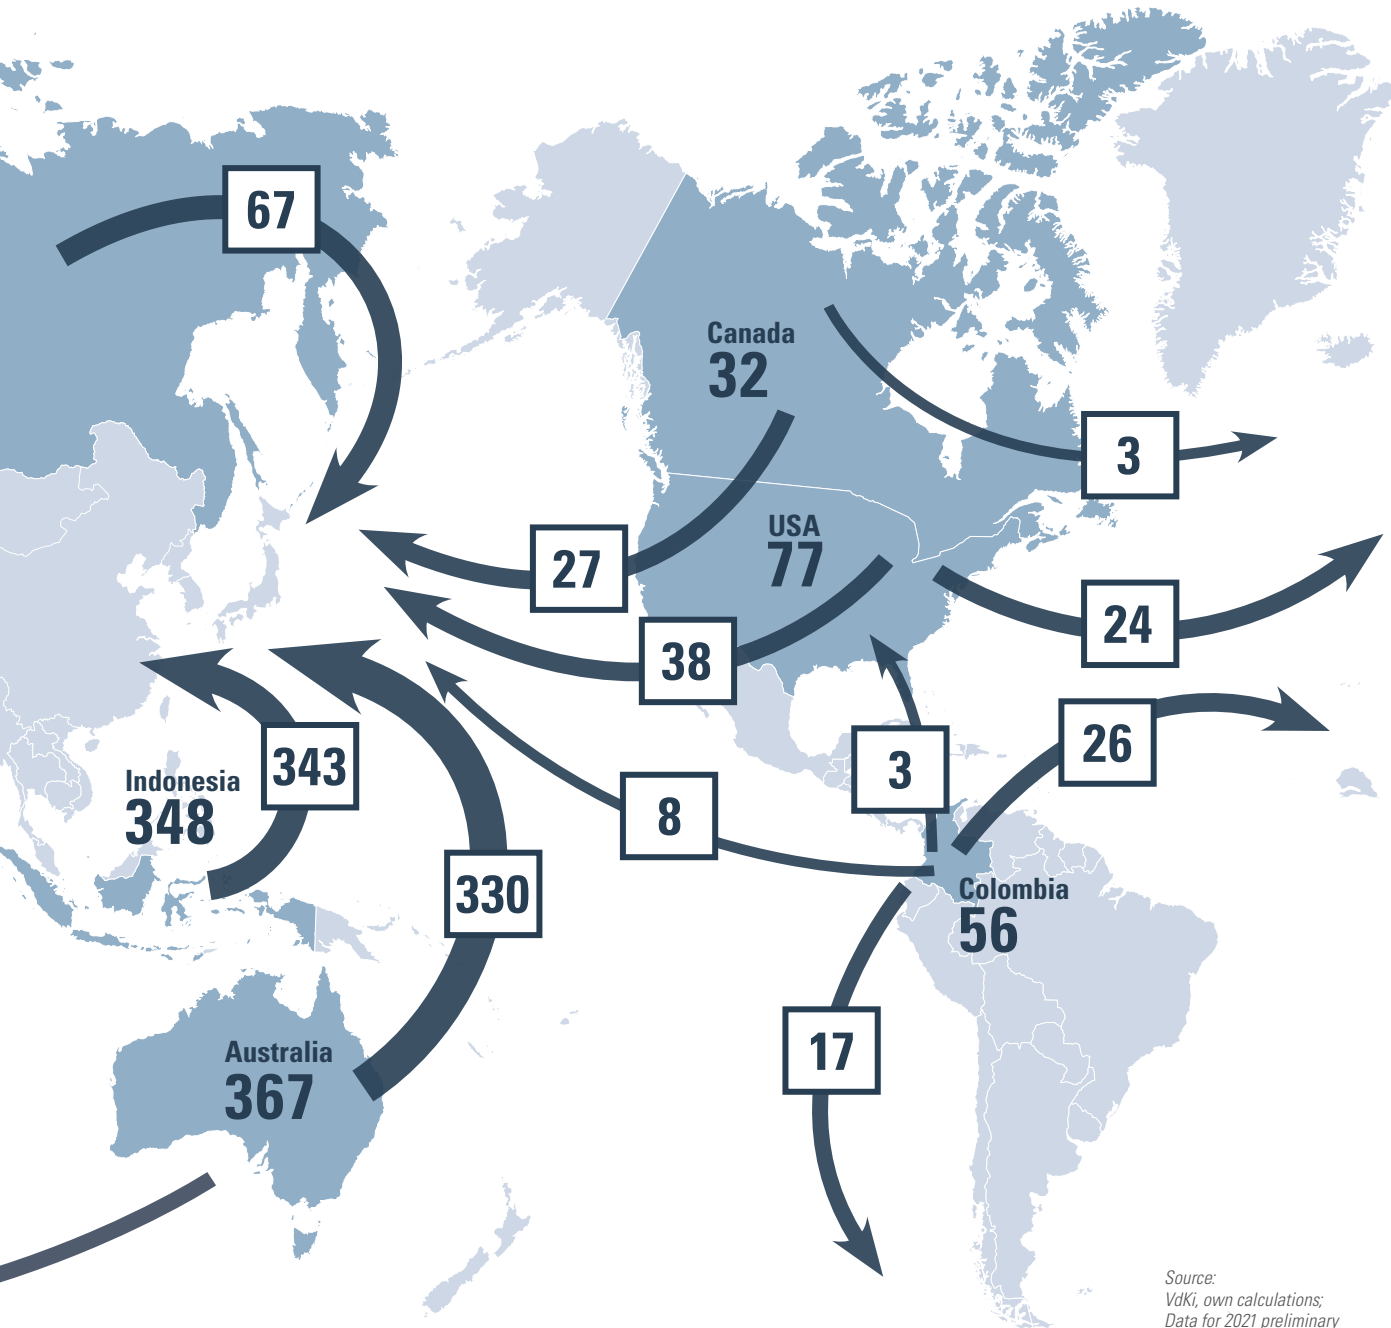 67
Canada
32
3
USA
77
27
24
38
26
343
3
Indonesia
348
8
330
Colombia
56
17
Australia
367
Source:
VdKi, own calculations;
Data for 2021 preliminary